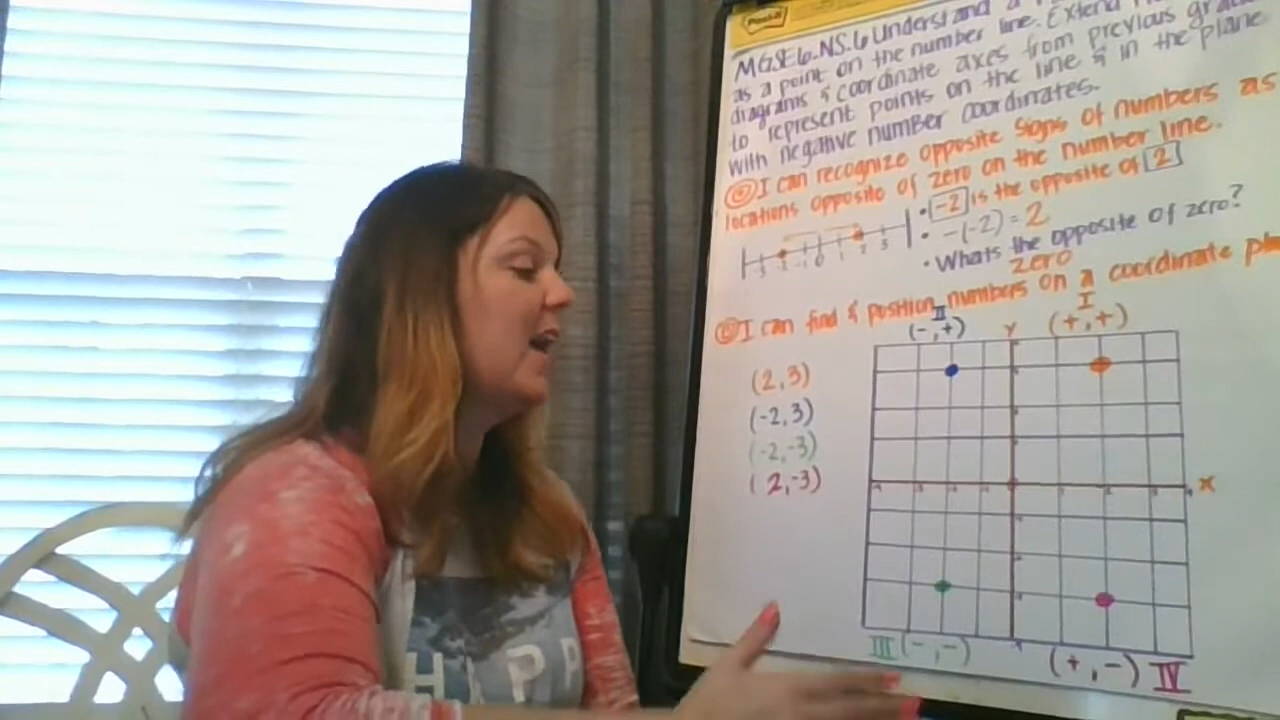 Post-it
MGSE6.NS.6 Understand a
as a point on the number line. Extend
diagrams & coordinate axes from previous
to represent points on the line & in the plane
with negative number coordinates.
I can recognize opposite signs of numbers as
locations opposite of zero on the number line.
• -2 is the opposite of 2
• -(-2) = 2
• Whats the opposite of zero?
zero
I can find & position numbers on a coordinate
II
I
(-,+)
Y
(+,+)
(2,3)
(-2,3)
(-2,-3)
(2,-3)
X
III (-,-)
(+,-) IV
HAPP